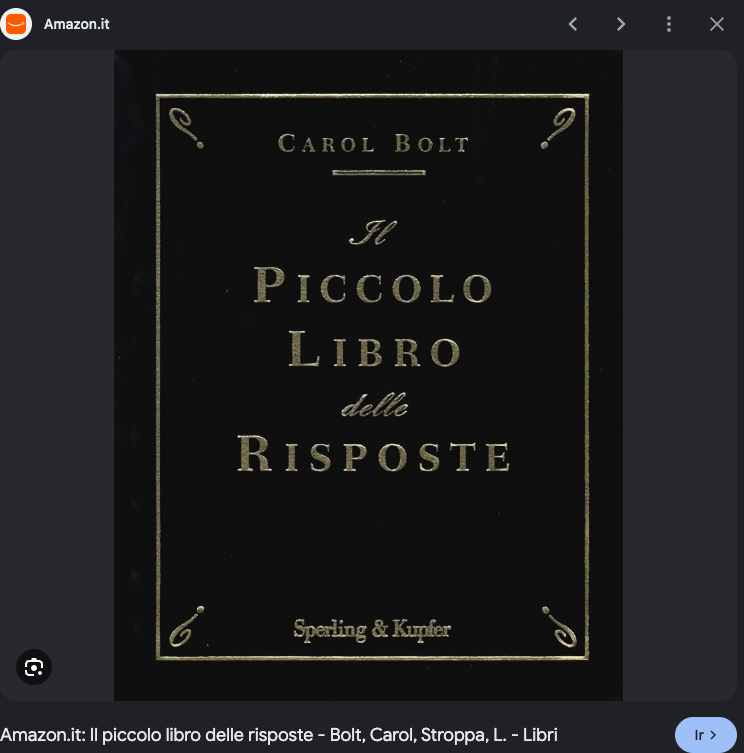 Amazon.it
CAROL BOLT
Il
PICCOLO
LIBRO
delle
RISPOSTE
Sperling & Kupfer
Amazon.it: Il piccolo libro delle risposte - Bolt, Carol, Stroppa, L. - Libri
Ir >